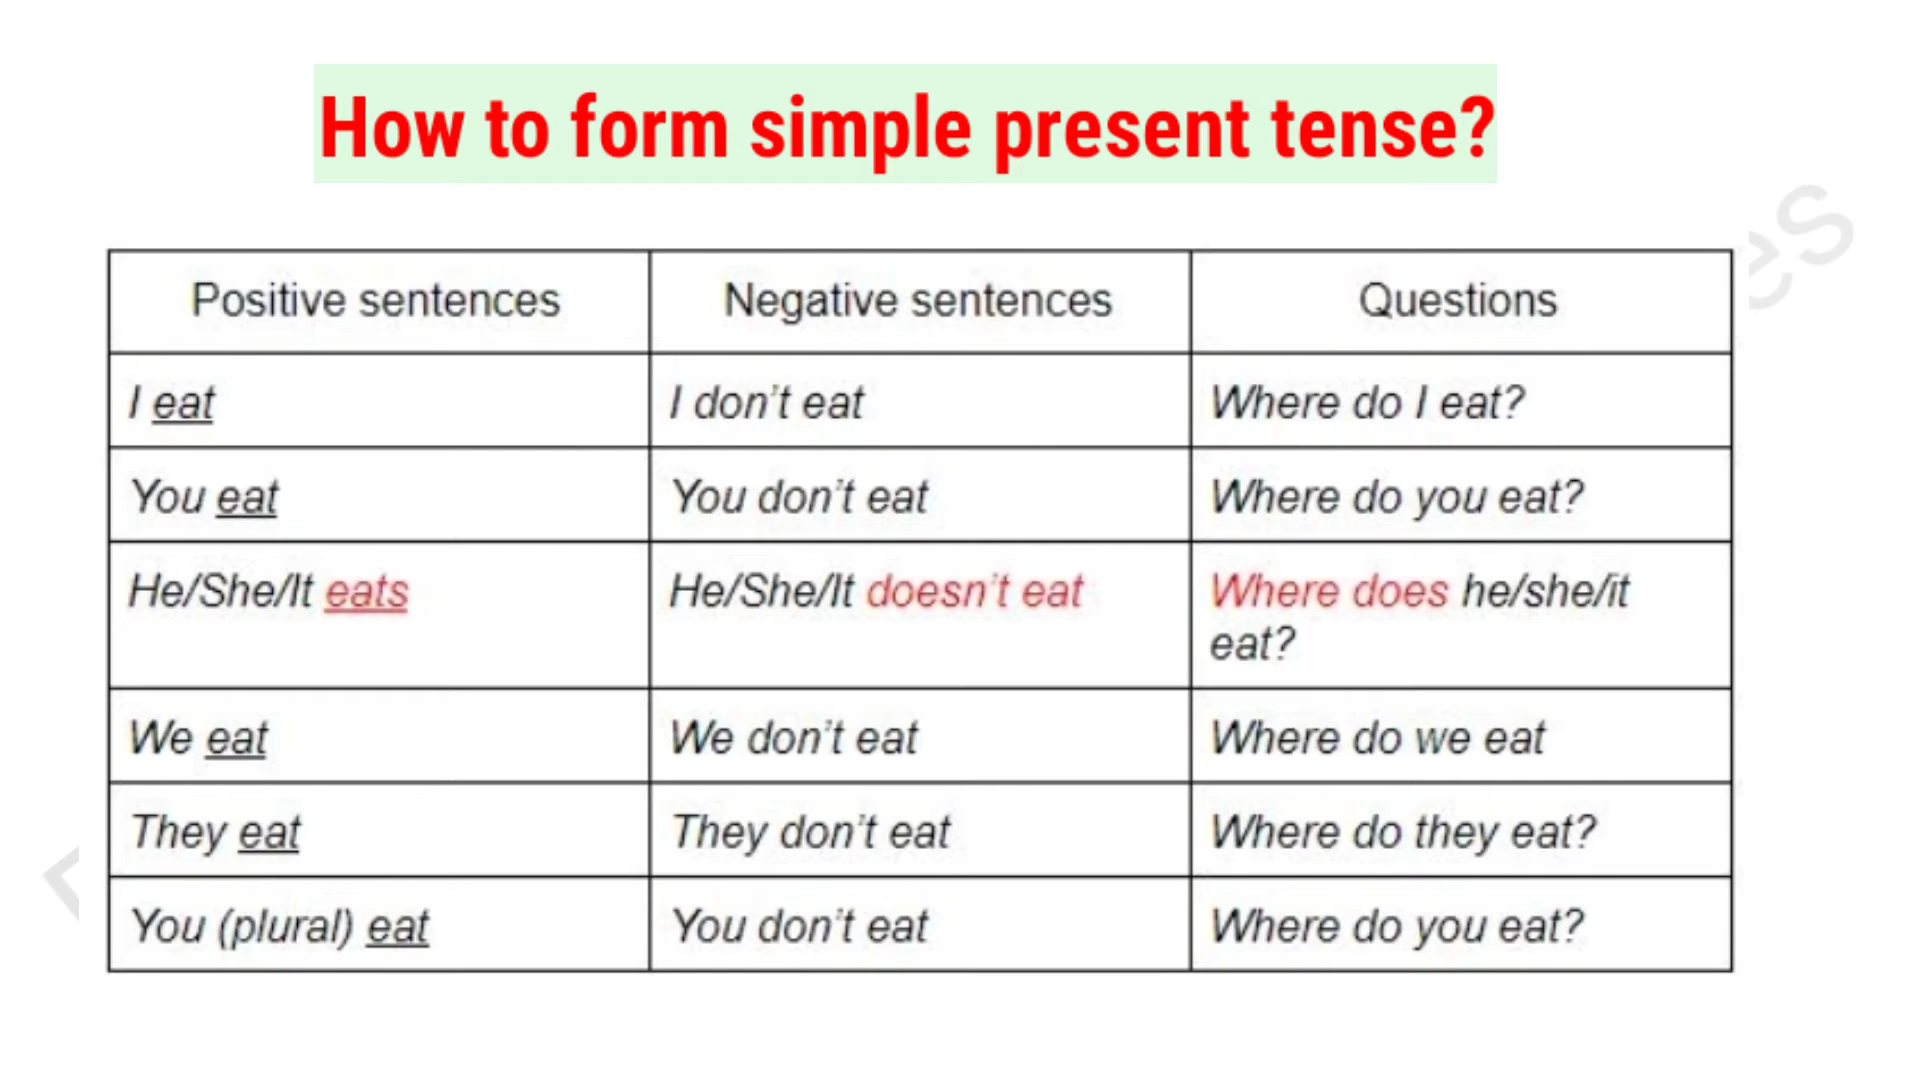 How to form simple present tense?
Positive sentences
Negative sentences
Questions
I eat
I don't eat
Where do I eat?
You eat
You don't eat
Where do you eat?
He/She/It eats
He/She/It doesn't eat
Where does he/she/it
eat?
We eat
We don't eat
Where do we eat
They eat
They don't eat
Where do they eat?
You (plural) eat
You don't eat
Where do you eat?